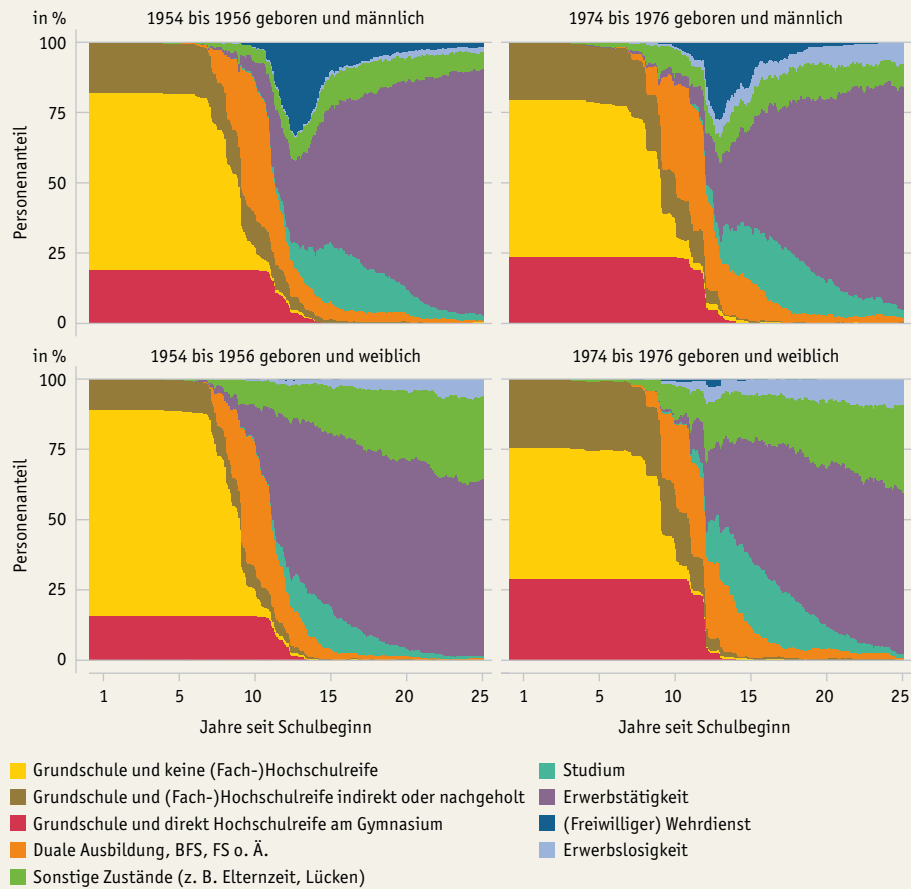 in %
1954 bis 1956 geboren und männlich
1974 bis 1976 geboren und männlich
100
75
50
25
0
Personenanteil
in %
1954 bis 1956 geboren und weiblich
1974 bis 1976 geboren und weiblich
100
75
50
25
0
Personenanteil
1 5 10 15 20 25
1 5 10 15 20 25
Jahre seit Schulbeginn
Jahre seit Schulbeginn
Grundschule und keine (Fach-)Hochschulreife
Grundschule und (Fach-)Hochschulreife indirekt oder nachgeholt
Grundschule und direkt Hochschulreife am Gymnasium
Duale Ausbildung, BFS, FS o. Ä.
Sonstige Zustände (z. B. Elternzeit, Lücken)
Studium
Erwerbstätigkeit
(Freiwilliger) Wehrdienst
Erwerbslosigkeit